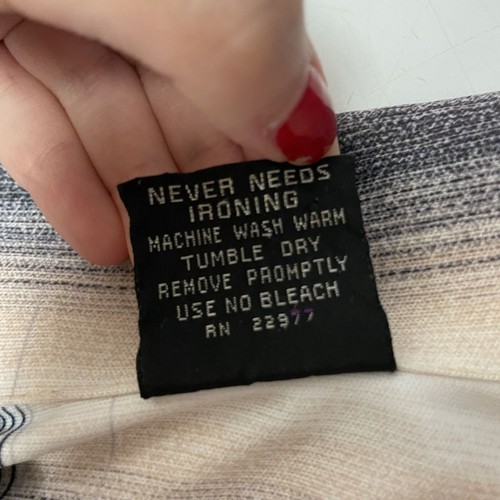 NEVER NEEDS
IRONING
MACHINE WASH WARM
TUMBLE DRY
REMOVE PROMPTLY
USE NO BLEACH
RN 22977